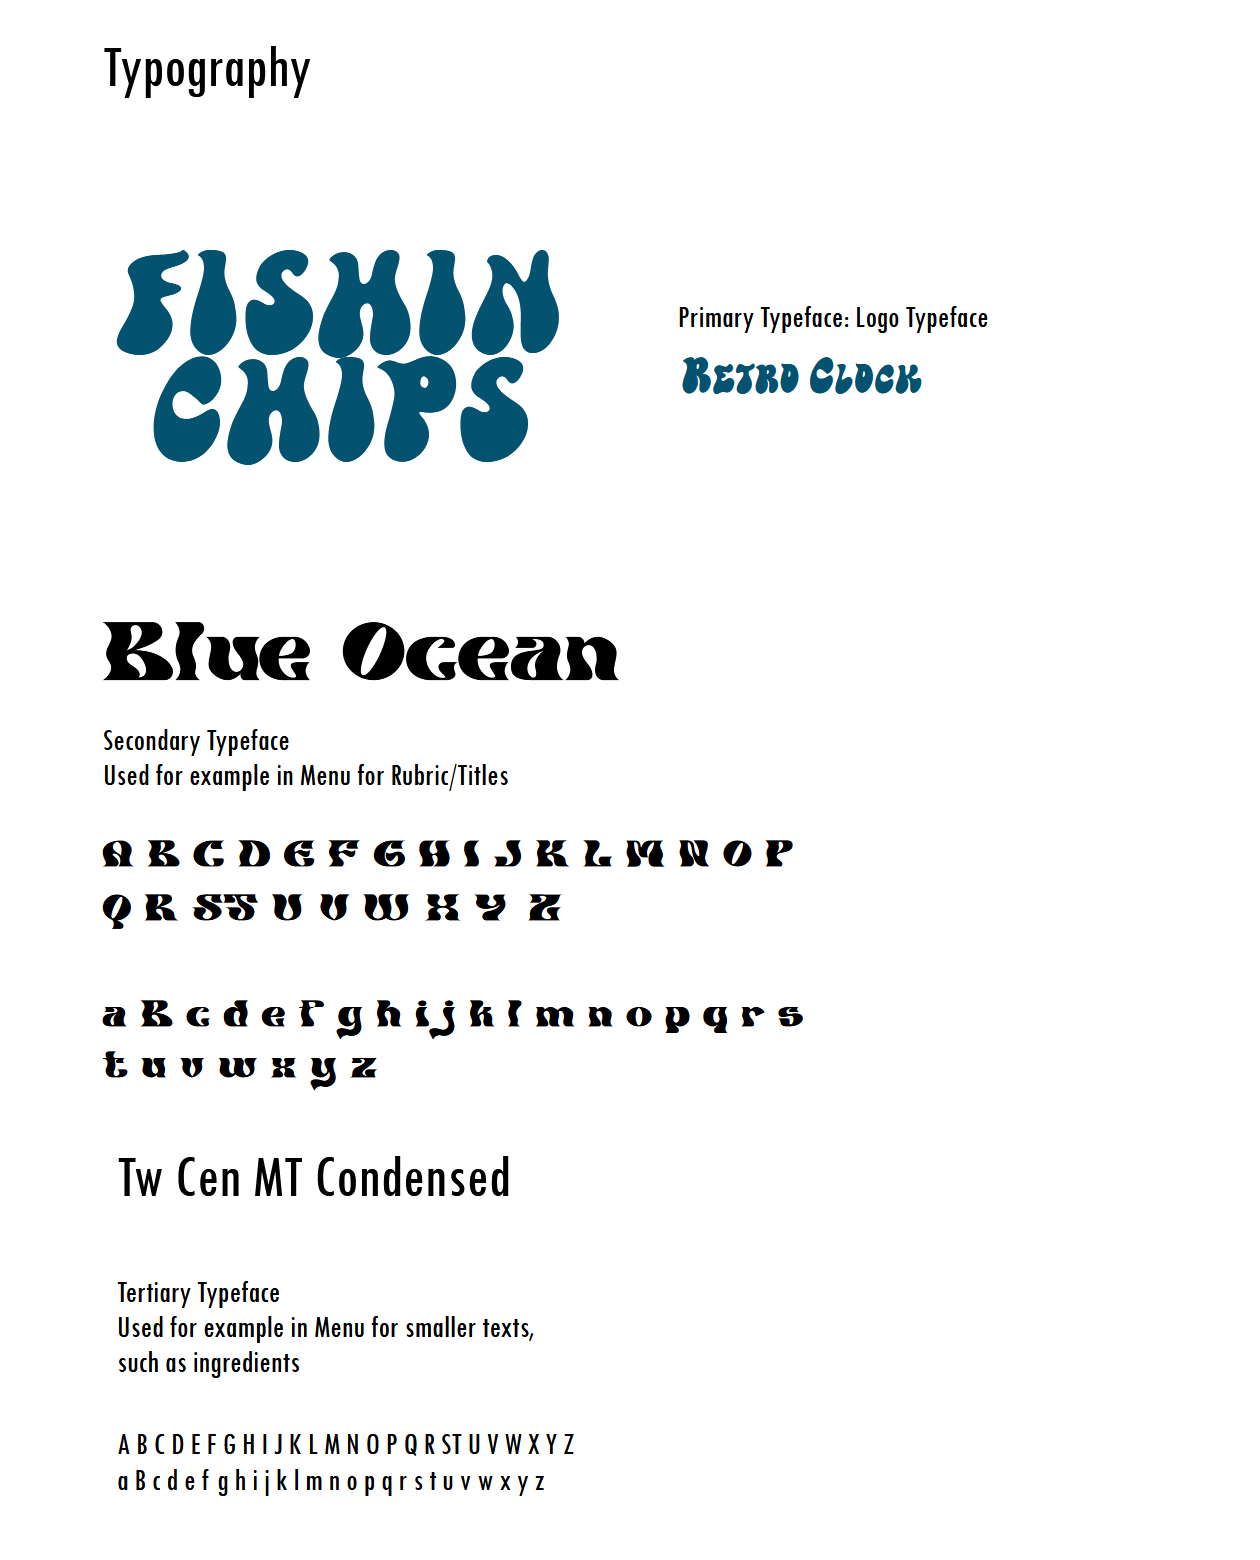 Typography
FISHIN
CHIPS
Primary Typeface: Logo Typeface
Retro Clock
Blue Ocean
Secondary Typeface
Used for example in Menu for Rubric/Titles
A B C D E F G H I J K L M N O P
Q R S T U V W X Y Z
a B c d e f g h i j k l m n o p q r s
t u v w x y z
Tw Cen MT Condensed
Tertiary Typeface
Used for example in Menu for smaller texts,
such as ingredients
A B C D E F G H I J K L M N O P Q R S T U V W X Y Z
a B c d e f g h i j k l m n o p q r s t u v w x y z